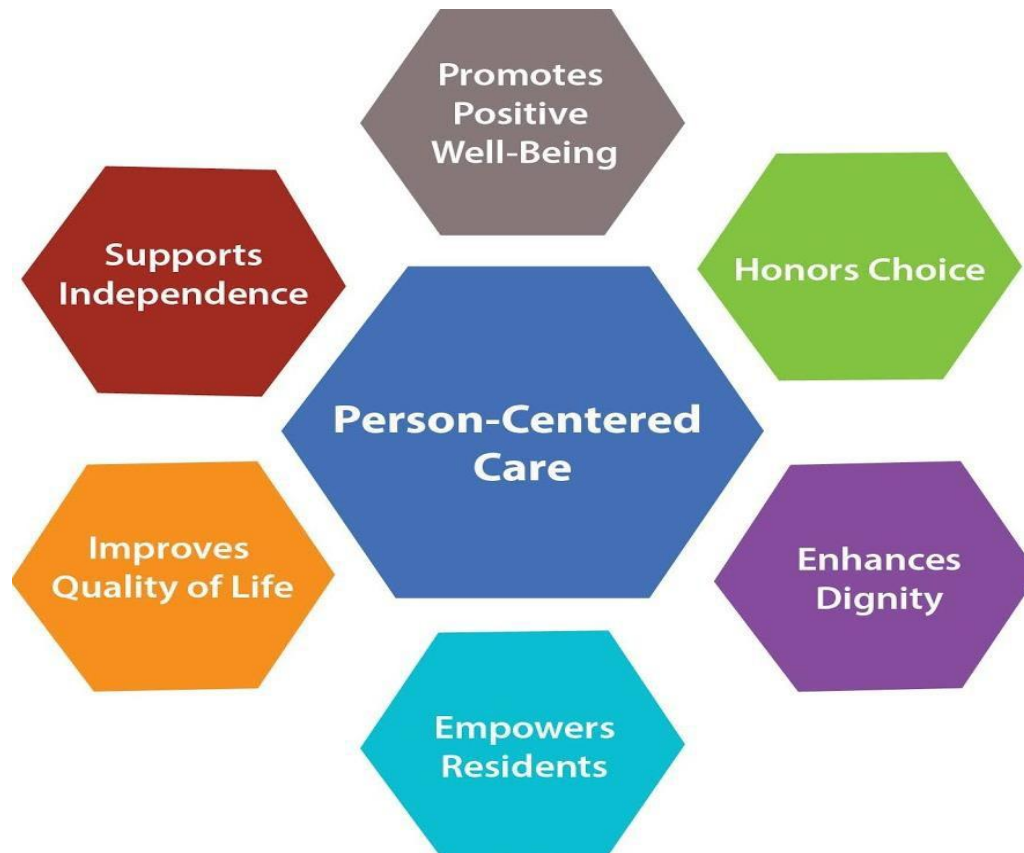 Promotes
Positive
Well-Being
Supports
Independence
Honors Choice
Person-Centered
Care
Improves
Quality of Life
Enhances
Dignity
Empowers
Residents